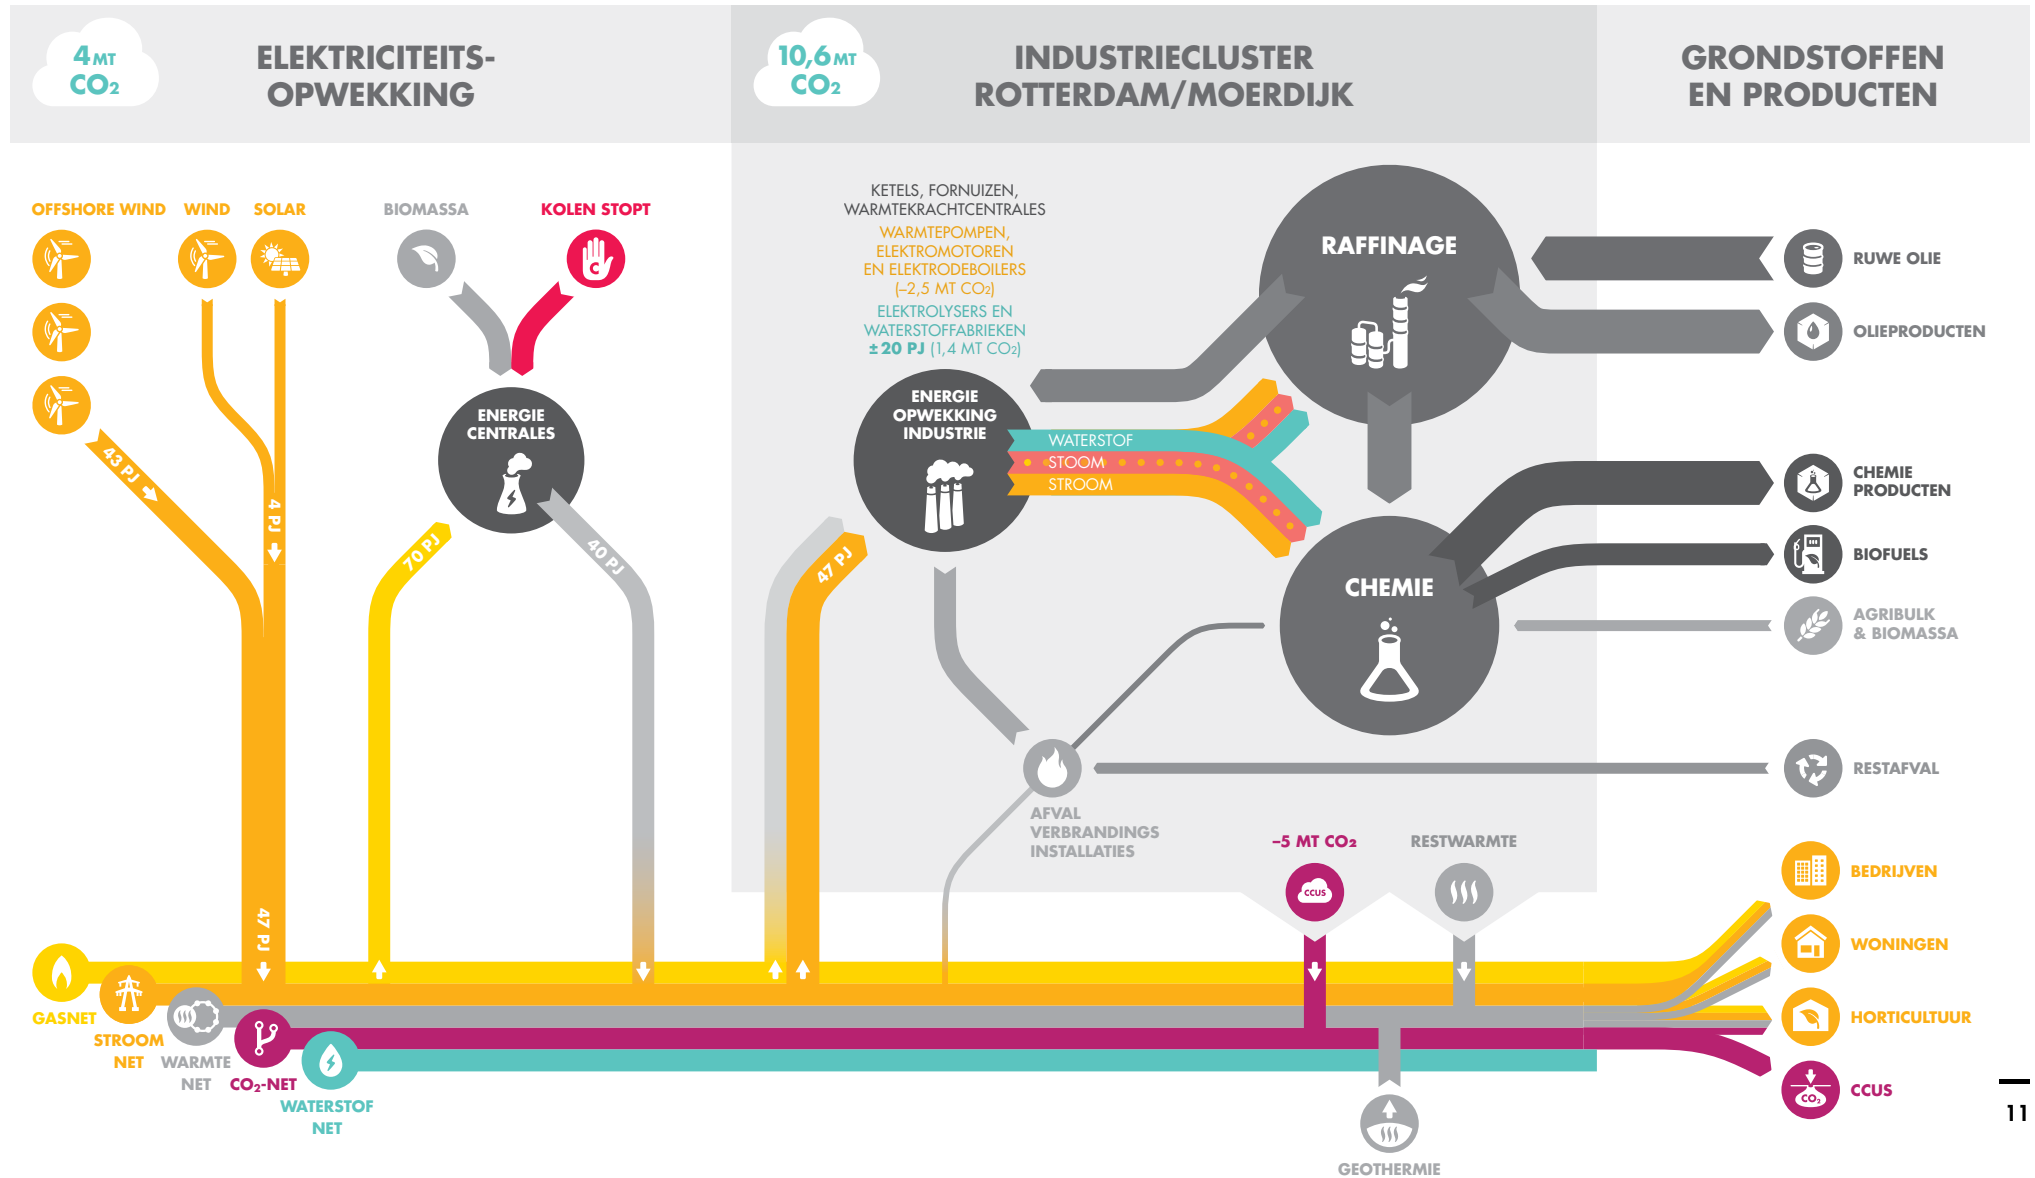 4 MT
CO2
ELEKTRICITEITS-
OPWEKKING
10,6 MT
CO2
INDUSTRIECLUSTER
ROTTERDAM/MOERDIJK
GRONDSTOFFEN
EN PRODUCTEN
OFFSHORE WIND
WIND
SOLAR
BIOMASSA
KOLEN STOPT
C
43 PJ
4 PJ
47 PJ
70 PJ
ENERGIE
CENTRALES
40 PJ
KETELS, FORNUIZEN,
WARMTEKRACHTCENTRALES
WARMTEPOMPEN,
ELEKTROMOTOREN
EN ELEKTRODEBOILERS
(–2,5 MT CO2)
ELEKTROLYSERS EN
WATERSTOFFABRIEKEN
±20 PJ (1,4 MT CO2)
ENERGIE
OPWEKKING
INDUSTRIE
WATERSTOF
STOOM
STROOM
47 PJ
RAFFINAGE
CHEMIE
AFVAL
VERBRANDINGS
INSTALLATIES
–5 MT CO2
CCUS
RESTWARMTE
RUWE OLIE
OLIEPRODUCTEN
CHEMIE
PRODUCTEN
BIOFUELS
AGRIBULK
& BIOMASSA
RESTAFVAL
BEDRIJVEN
WONINGEN
HORTICULTUUR
CO2
CCUS
GASNET
STROOM
NET
WARMTE
NET
CO2-NET
WATERSTOF
NET
GEOTHERMIE
11